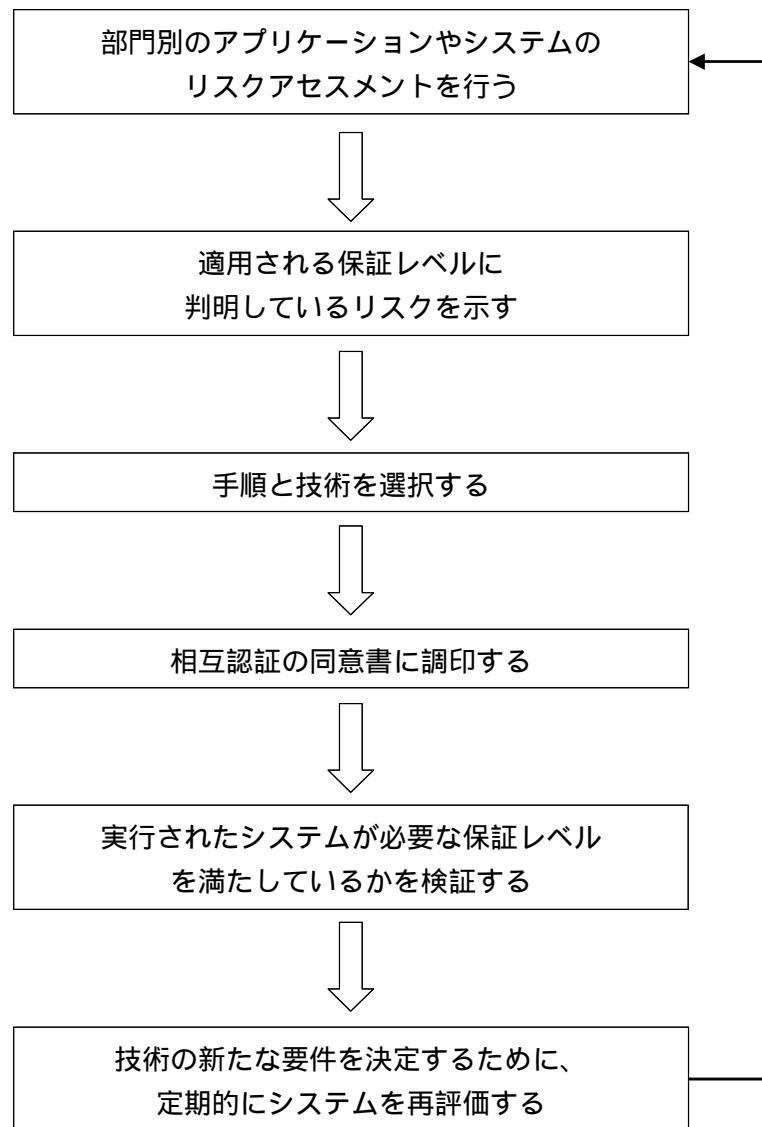 部門別のアプリケーションやシステムの
リスクアセスメントを行う
適用される保証レベルに
判明しているリスクを示す
手順と技術を選択する
相互認証の同意書に調印する
実行されたシステムが必要な保証レベル
を満たしているかを検証する
技術の新たな要件を決定するために、
定期的にシステムを再評価する